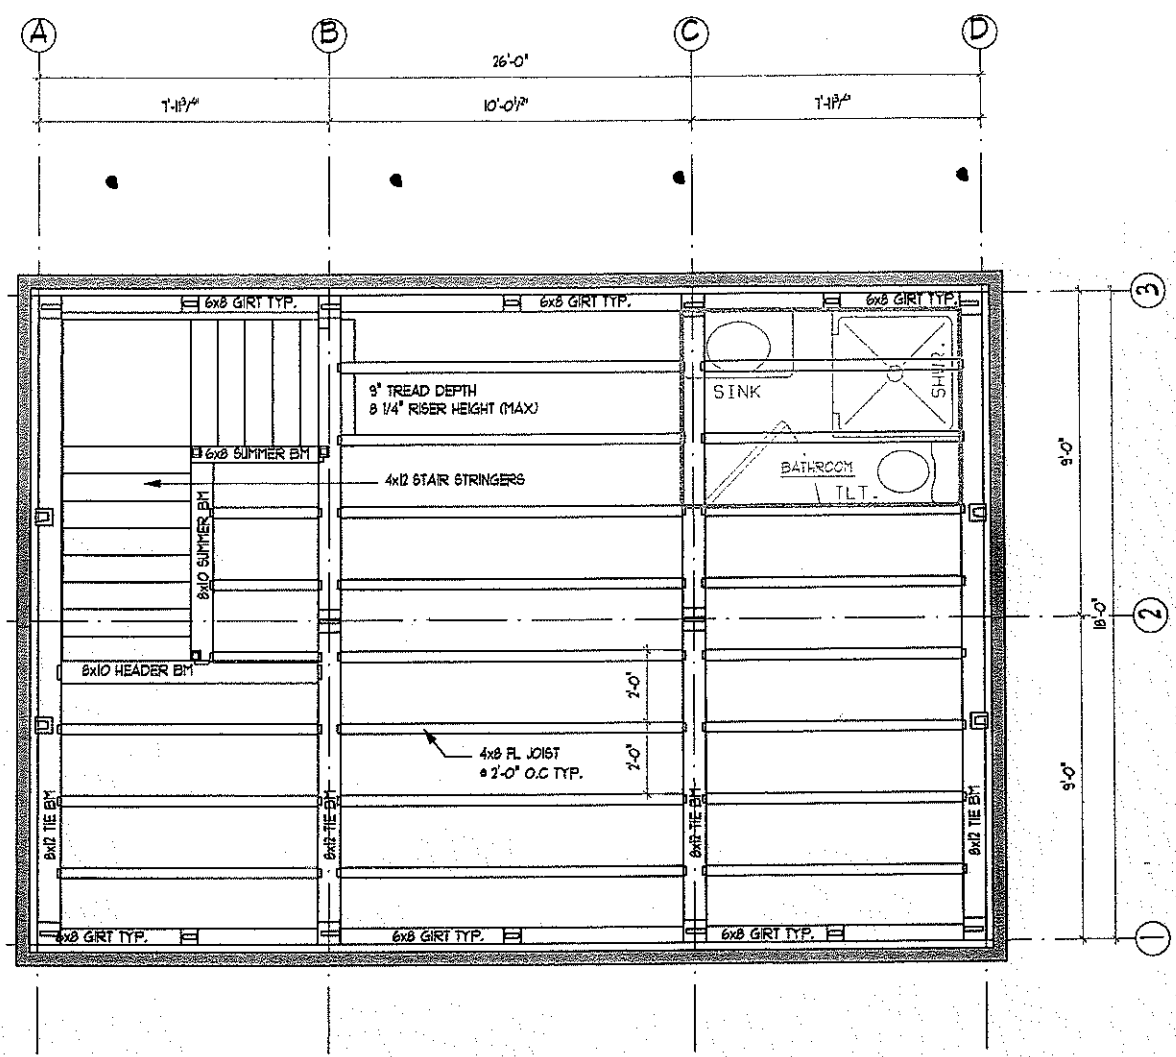 A B C D
26'-0"
7'-11 3/4" 10'-0 1/2" 7'-11 3/4"
3
6x8 GIRT TYP. 6x8 GIRT TYP. 6x8 GIRT TYP.
9" TREAD DEPTH
8 1/4" RISER HEIGHT (MAX)
SINK
SHWR.
6x8 SUMMER BM
4x12 STAIR STRINGERS
BATHROOM
TLT.
9'-0"
8x10 SUMMER BM
2
18'-0"
8x10 HEADER BM
2'-0"
2'-0"
4x8 FL JOIST
@ 2'-0" O.C TYP.
9'-0"
8x12 TIE BM
8x12 TIE BM
8x12 TIE BM
8x12 TIE BM
6x8 GIRT TYP. 6x8 GIRT TYP. 6x8 GIRT TYP.
1